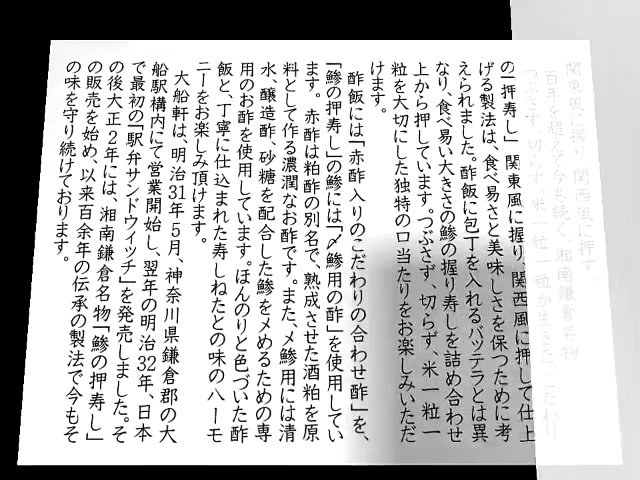 関東風に握り、関西風に押す。
百年を超えて今も続く、湘南鎌倉名物
つぶさず、切らず。米一粒一粒が生きたこだわり
の「押寿し」関東風に握り、関西風に押して仕上
げる製法は、食べ易さと美味しさを保つために考
えられました。酢飯に包丁を入れるバッテラとは異
なり、食べ易い大きさの鯵の握り寿しを詰め合わせ
上から押しています。つぶさず、切らず、米一粒一
粒を大切にした独特の口当たりをお楽しみいただ
けます。
酢飯には「赤酢入りのこだわりの合わせ酢」を、
「鯵の押寿し」の鯵には「〆鯵用の酢」を使用してい
ます。赤酢は粕酢の別名で、熟成させた酒粕を原
料として作る濃潤なお酢です。また、〆鯵用には清
水、醸造酢、砂糖を配合した鯵を〆めるための専
用のお酢を使用しています。ほんのりと色づいた酢
飯と、丁寧に仕込まれた寿しねたとの味のハーモ
ニーをお楽しみ頂けます。
大船軒は、明治31年5月、神奈川県鎌倉郡の大
船駅構内にて営業開始し、翌年の明治32年、日本
で最初の「駅弁サンドウィッチ」を発売しました。そ
の後大正2年には、湘南鎌倉名物「鯵の押寿し」
の販売を始め、以来百余年の伝承の製法で今もそ
の味を守り続けております。